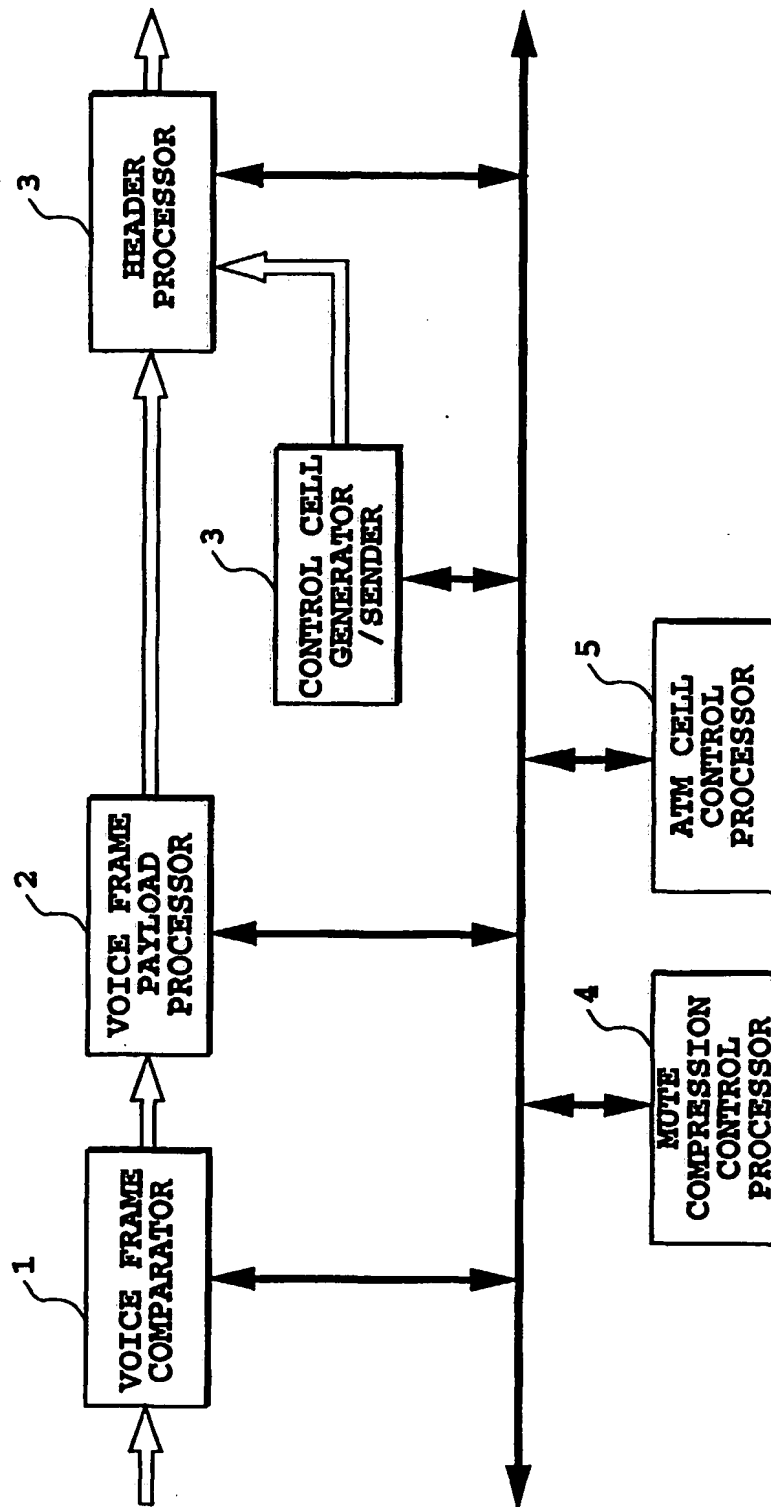 1
VOICE FRAME
COMPARATOR
2
VOICE FRAME
PAYLOAD
PROCESSOR
3
HEADER
PROCESSOR
3
CONTROL CELL
GENERATOR
/SENDER
4
MUTE
COMPRESSION
CONTROL
PROCESSOR
5
ATM CELL
CONTROL
PROCESSOR